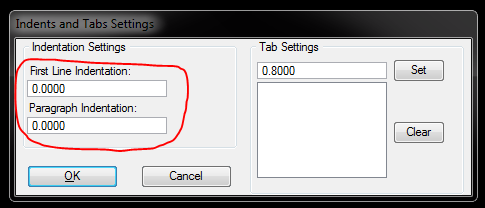 Indents and Tabs Settings
Indentation Settings
First Line Indentation:
0.0000
Paragraph Indentation:
0.0000
OK
Cancel
Tab Settings
0.8000
Set
Clear